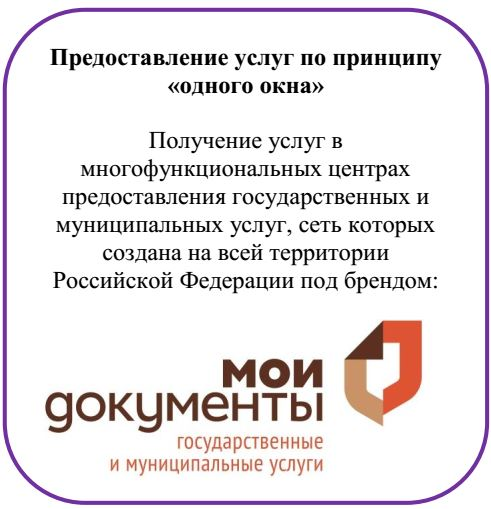 Предоставление услуг по принципу
«одного окна»
Получение услуг в
многофункциональных центрах
предоставления государственных и
муниципальных услуг, сеть которых
создана на всей территории
Российской Федерации под брендом:
мои
документы
государственные
и муниципальные услуги